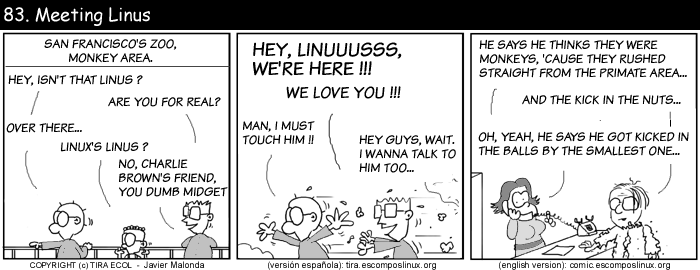 83. Meeting Linus
SAN FRANCISCO'S ZOO,
MONKEY AREA.
HEY, ISN'T THAT LINUS ?
ARE YOU FOR REAL?
OVER THERE...
LINUX'S LINUS ?
NO, CHARLIE
BROWN'S FRIEND,
YOU DUMB MIDGET
HEY, LINUUUSSS,
WE'RE HERE !!!
WE LOVE YOU !!!
MAN, I MUST
TOUCH HIM !!
HEY GUYS, WAIT.
I WANNA TALK TO
HIM TOO...
HE SAYS HE THINKS THEY WERE
MONKEYS, 'CAUSE THEY RUSHED
STRAIGHT FROM THE PRIMATE AREA...
AND THE KICK IN THE NUTS...
OH, YEAH, HE SAYS HE GOT KICKED IN
THE BALLS BY THE SMALLEST ONE...
COPYRIGHT (c) TIRA ECOL - Javier Malonda
(versión española): tira.escomposlinux.org
(english version): comic.escomposlinux.org